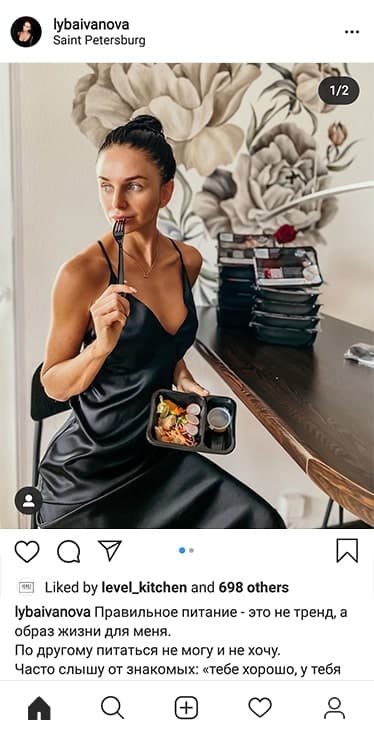 lybaivanova
Saint Petersburg
1/2
Liked by level_kitchen and 698 others
lybaivanova Правильное питание - это не тренд, а
образ жизни для меня.
По другому питаться не могу и не хочу.
Часто слышу от знакомых: «тебе хорошо, у тебя